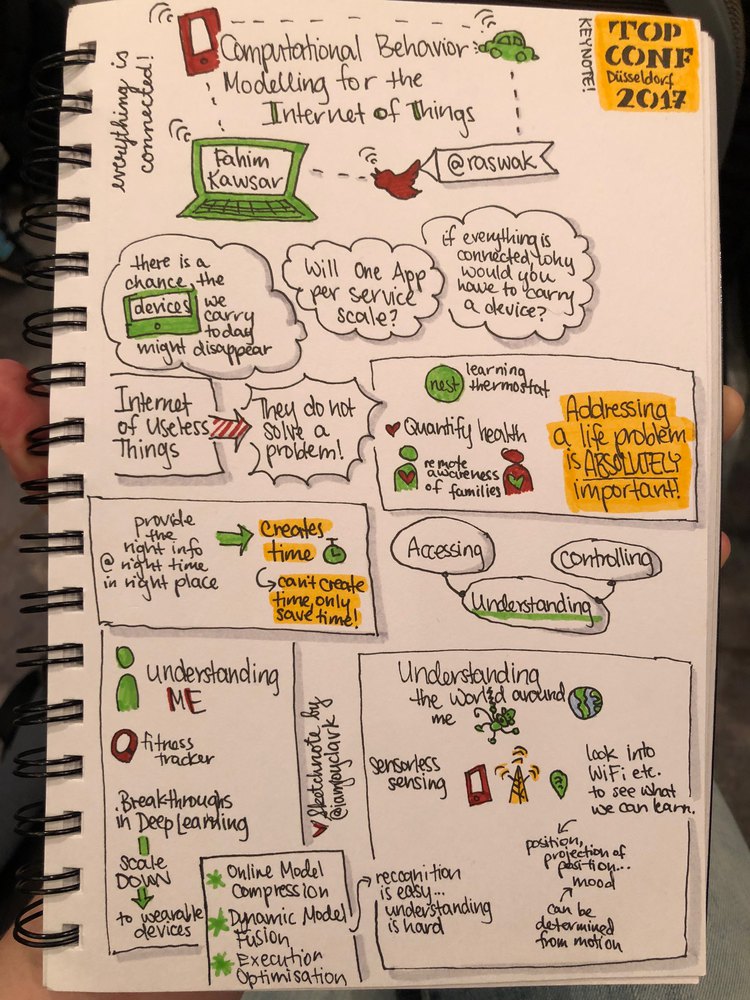 everything is
connected!
Computational Behavior
Modelling for the
Internet of Things
KEYNOTE!
TOP
CONF
Düsseldorf
2017
Fahim
Kawsar
@raswak
there is a
chance, the
devices we
carry
today
might disappear
Will One App
per service
scale?
if everything is
connected, why
would you
have to carry
a device?
Internet
of Useless
Things
They do not
solve a
problem!
nest
learning
thermostat
Quantify health
remote
awareness
of families
Addressing
a life problem
is ABSOLUTELY
important!
provide
the
right info
@ right time
in right place
creates
time
can't create
time, only
save time!
Accessing
controlling
Understanding
understanding
ME
fitness
tracker
Breakthroughs
in Deep Learning
scale
DOWN
to wearable
devices
Online Model
Compression
Dynamic Model
Fusion
Execution
Optimisation
Sketchnote by
@iamjoyclark
Understanding
the world around
me
sensorless
sensing
look into
WiFi etc.
to see what
we can learn.
position,
projection of
position...
mood
can be
determined
from motion
recognition
is easy...
understanding
is hard